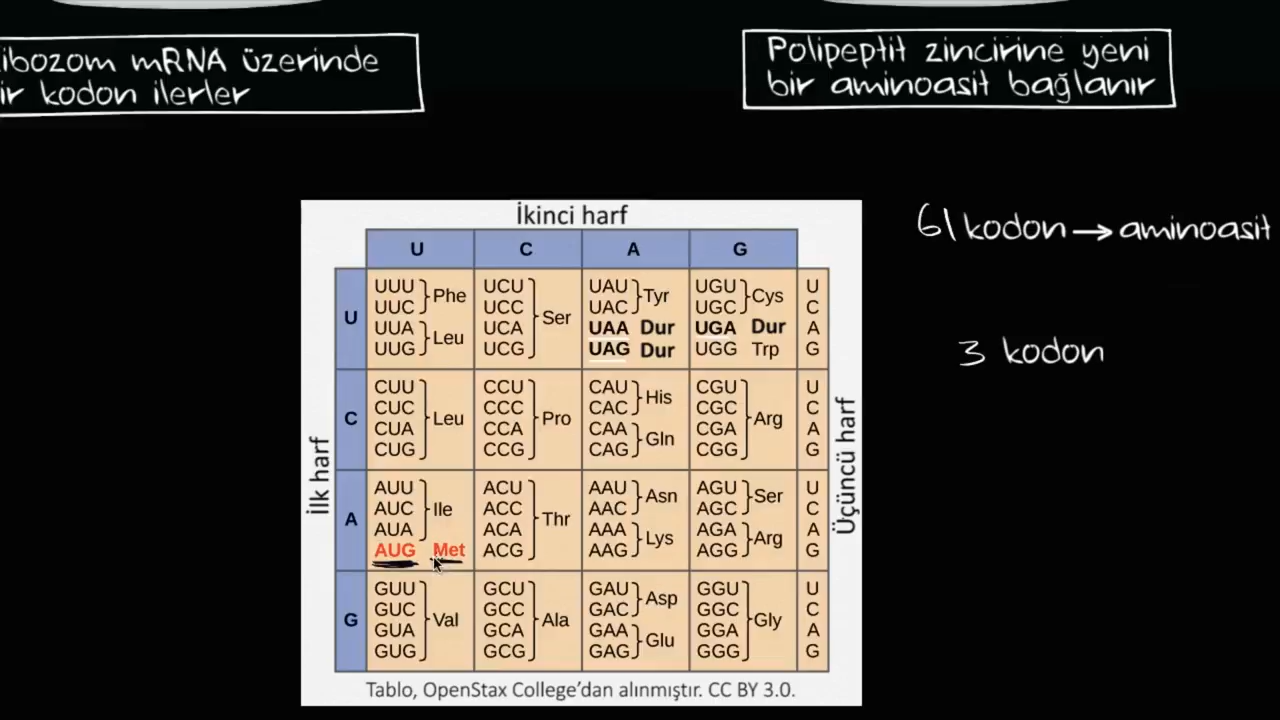 ibozom mRNA üzerinde
ir kodon ilerler
Polipeptit zincirine yeni
bir aminoasit bağlanır
61 kodon → aminoasit
3 kodon
İkinci harf
U C A G
İlk harf
Üçüncü harf
U
UUU
UUC
Phe
UUA
UUG
Leu
UCU
UCC
UCA
UCG
Ser
UAU
UAC
Tyr
UAA Dur
UAG Dur
UGU
UGC
Cys
UGA Dur
UGG Trp
U
C
A
G
C
CUU
CUC
CUA
CUG
Leu
CCU
CCC
CCA
CCG
Pro
CAU
CAC
His
CAA
CAG
Gln
CGU
CGC
CGA
CGG
Arg
U
C
A
G
A
AUU
AUC
AUA
Ile
AUG Met
ACU
ACC
ACA
ACG
Thr
AAU
AAC
Asn
AAA
AAG
Lys
AGU
AGC
Ser
AGA
AGG
Arg
U
C
A
G
G
GUU
GUC
GUA
GUG
Val
GCU
GCC
GCA
GCG
Ala
GAU
GAC
Asp
GAA
GAG
Glu
GGU
GGC
GGA
GGG
Gly
U
C
A
G
Tablo, OpenStax College'dan alınmıştır. CC BY 3.0.